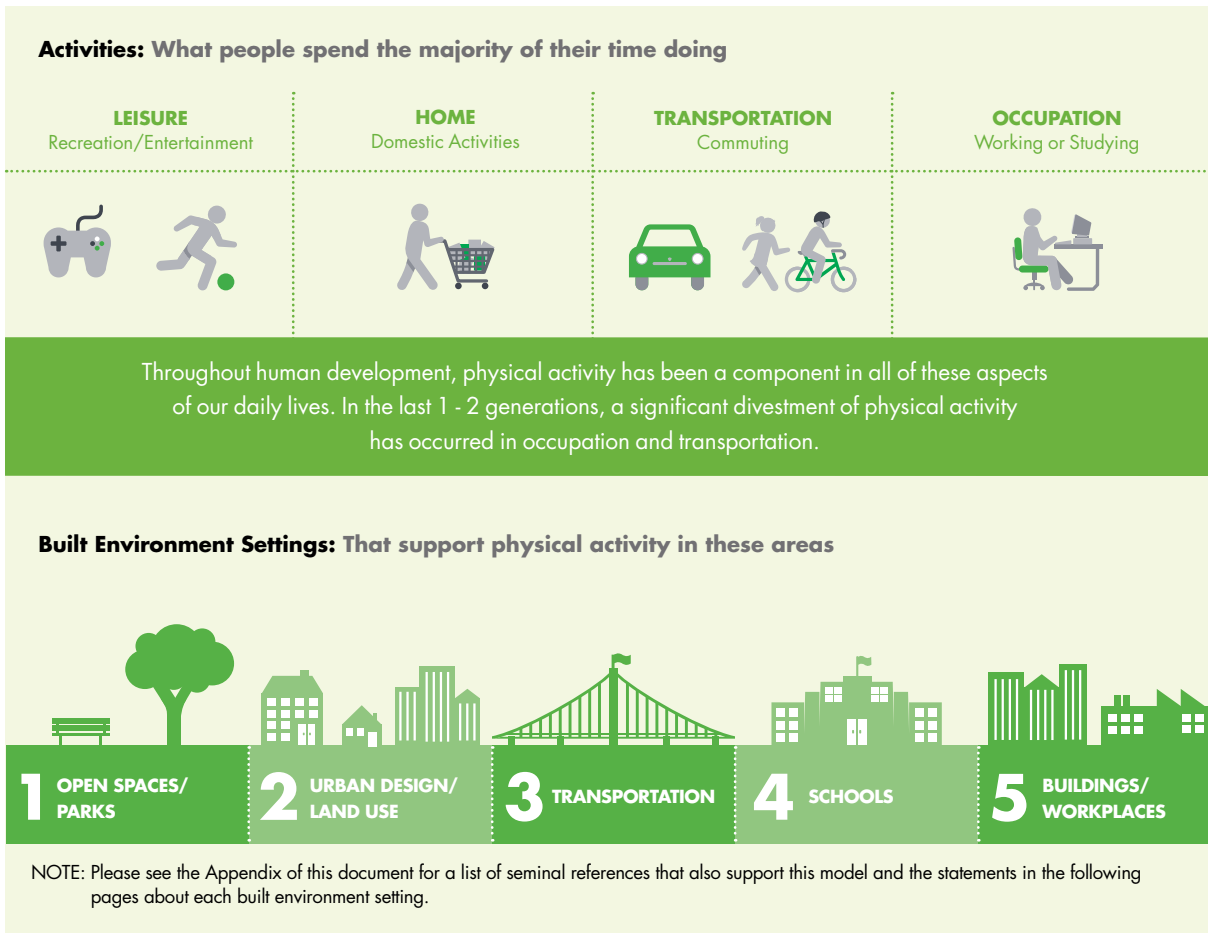 Activities: What people spend the majority of their time doing
LEISURE
Recreation/Entertainment
HOME
Domestic Activities
TRANSPORTATION
Commuting
OCCUPATION
Working or Studying
Throughout human development, physical activity has been a component in all of these aspects
of our daily lives. In the last 1 - 2 generations, a significant divestment of physical activity
has occurred in occupation and transportation.
Built Environment Settings: That support physical activity in these areas
1 OPEN SPACES/
PARKS
2 URBAN DESIGN/
LAND USE
3 TRANSPORTATION
4 SCHOOLS
5 BUILDINGS/
WORKPLACES
NOTE: Please see the Appendix of this document for a list of seminal references that also support this model and the statements in the following
pages about each built environment setting.